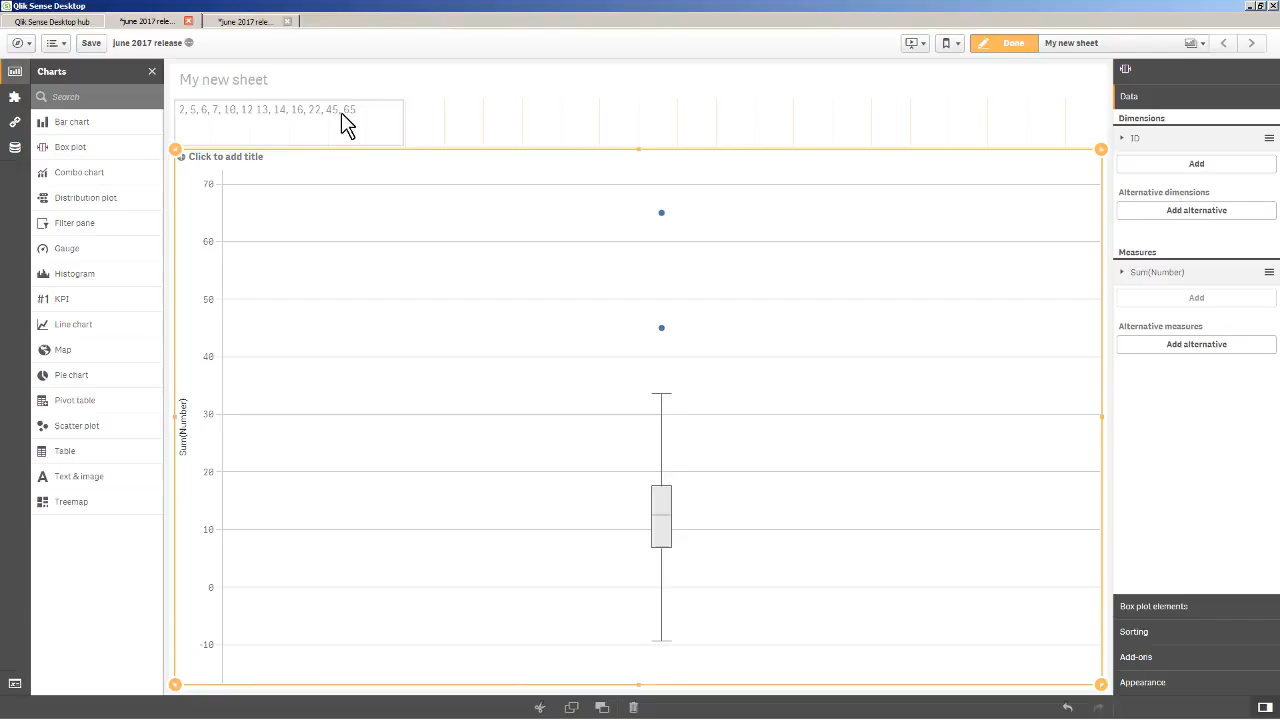 Qlik Sense Desktop
Qlik Sense Desktop hub
*june 2017 rele...
*june 2017 rele...
Save
june 2017 release
Done
My new sheet
Charts
Search
Bar chart
Box plot
Combo chart
Distribution plot
Filter pane
Gauge
Histogram
#1 KPI
Line chart
Map
Pie chart
Pivot table
Scatter plot
Table
A Text & image
Treemap
My new sheet
2, 5, 6, 7, 10, 12 13, 14, 16, 22, 45, 65
Click to add title
70
60
50
40
30
20
10
0
-10
Sum(Number)
Data
Dimensions
ID
Add
Alternative dimensions
Add alternative
Measures
Sum(Number)
Add
Alternative measures
Add alternative
Box plot elements
Sorting
Add-ons
Appearance